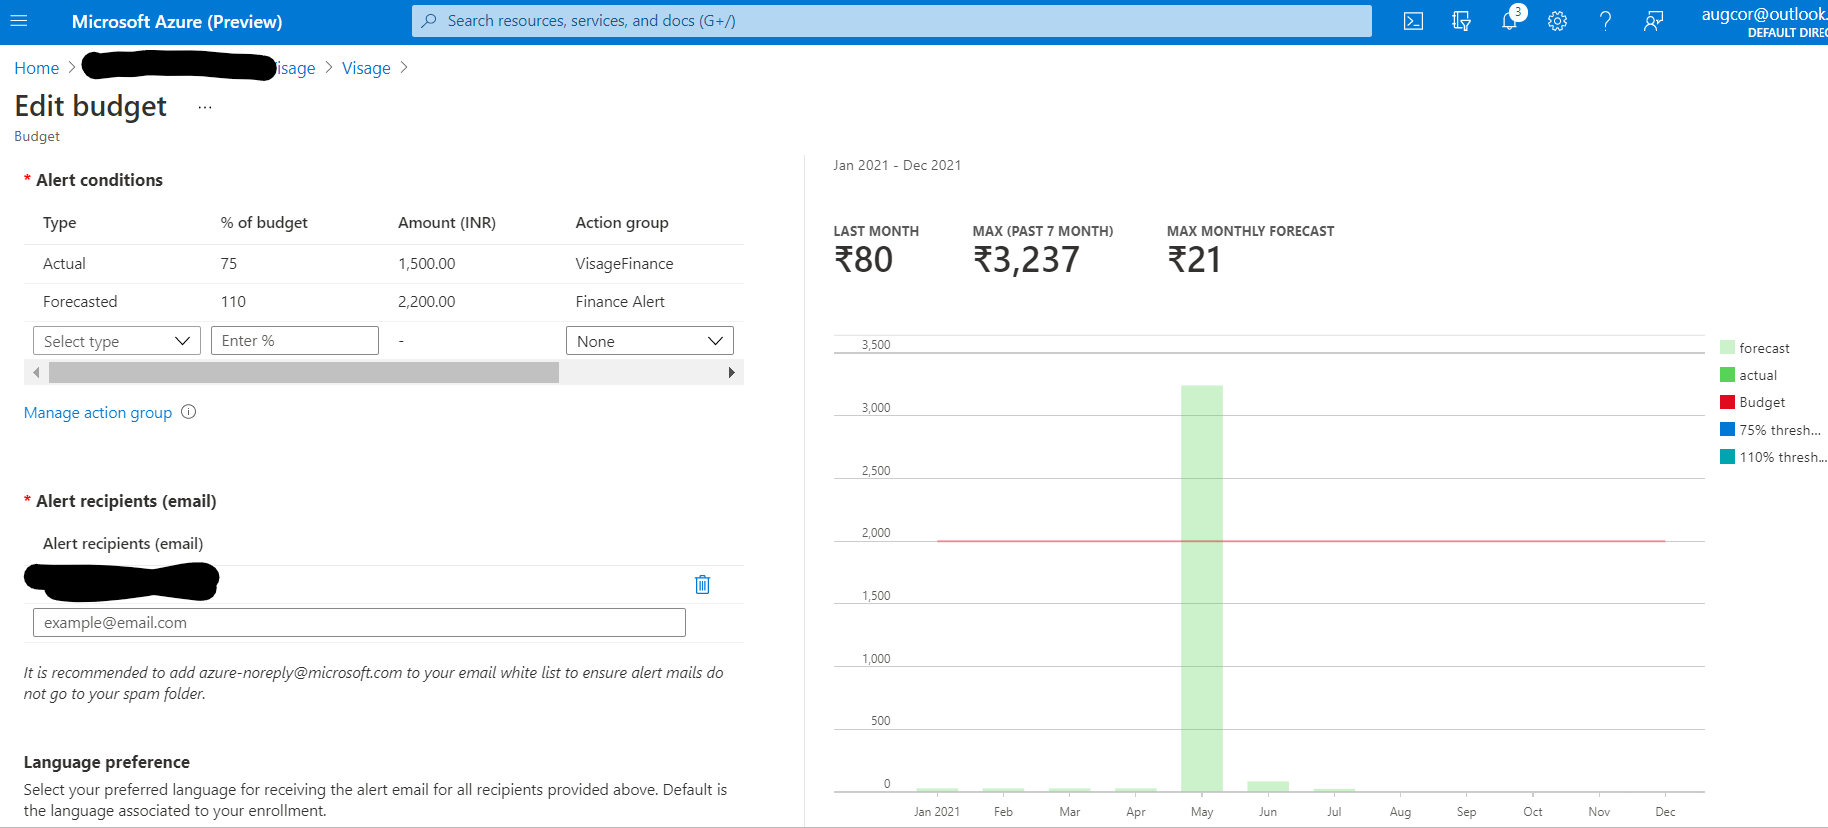 Microsoft Azure (Preview)
Search resources, services, and docs (G+/)
3
augcor@outlook.
DEFAULT DIREC
Home > isage > Visage >
Edit budget ...
Budget
* Alert conditions
Type % of budget Amount (INR) Action group
Actual 75 1,500.00 VisageFinance
Forecasted 110 2,200.00 Finance Alert
Select type Enter % - None
Manage action group
* Alert recipients (email)
Alert recipients (email)
example@email.com
It is recommended to add azure-noreply@microsoft.com to your email white list to ensure alert mails do
not go to your spam folder.
Language preference
Select your preferred language for receiving the alert email for all recipients provided above. Default is
the language associated to your enrollment.
Jan 2021 - Dec 2021
LAST MONTH MAX (PAST 7 MONTH) MAX MONTHLY FORECAST
₹80 ₹3,237 ₹21
3,500
3,000
2,500
2,000
1,500
1,000
500
0
Jan 2021 Feb Mar Apr May Jun Jul Aug Sep Oct Nov Dec
forecast
actual
Budget
75% thresh...
110% thresh...